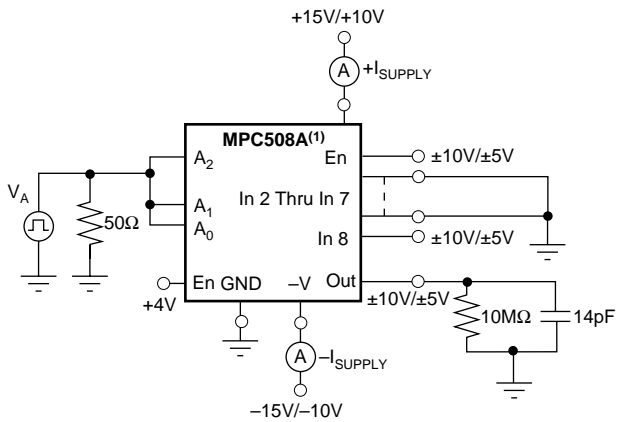 +15V/+10V
A +I_SUPPLY
MPC508A(1)
A2
En ±10V/±5V
V_A
50Ω
A1
In 2 Thru In 7
A0
In 8 ±10V/±5V
+4V
En GND –V Out
±10V/±5V
10MΩ 14pF
A –I_SUPPLY
–15V/–10V